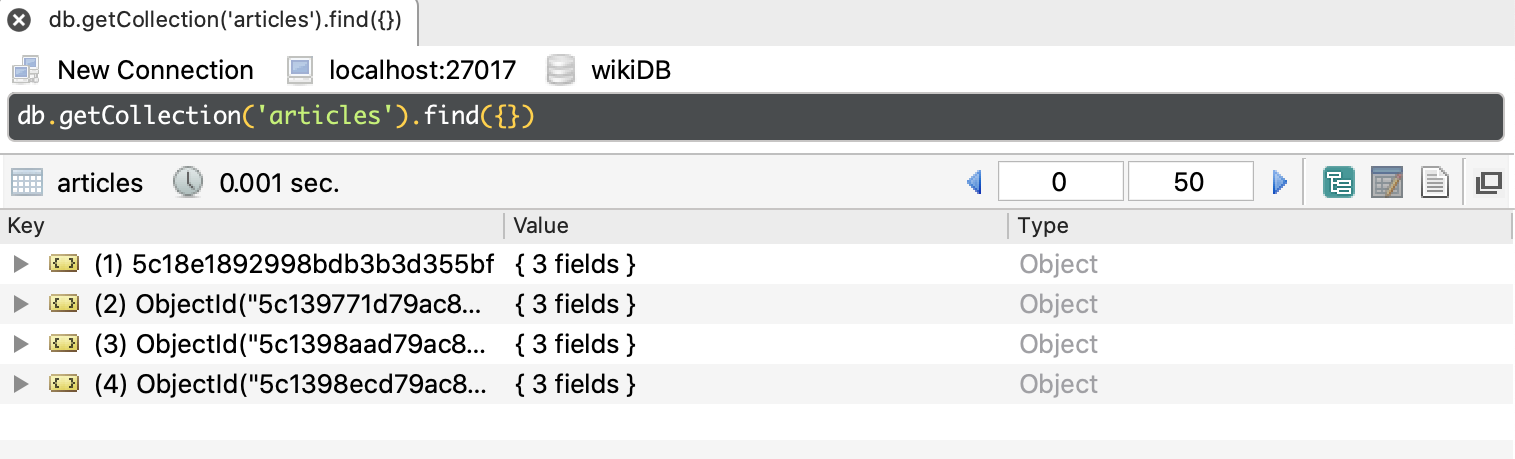 db.getCollection('articles').find({})
New Connection localhost:27017 wikiDB
db.getCollection('articles').find({})
articles 0.001 sec. 0 50
Key Value Type
(1) 5c18e1892998bdb3b3d355bf { 3 fields } Object
(2) ObjectId("5c139771d79ac8... { 3 fields } Object
(3) ObjectId("5c1398aad79ac8... { 3 fields } Object
(4) ObjectId("5c1398ecd79ac8... { 3 fields } Object